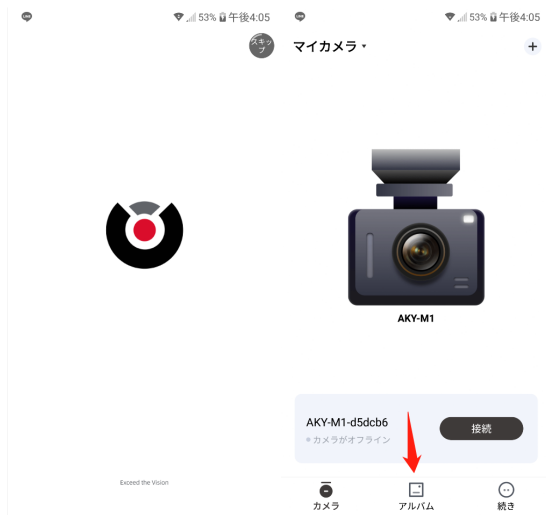 53% 午後4:05
スキッ
プ
Exceed the Vision
53% 午後4:05
マイカメラ
AKY-M1
AKY-M1-d5dcb6
カメラがオフライン
接続
カメラ
アルバム
続き